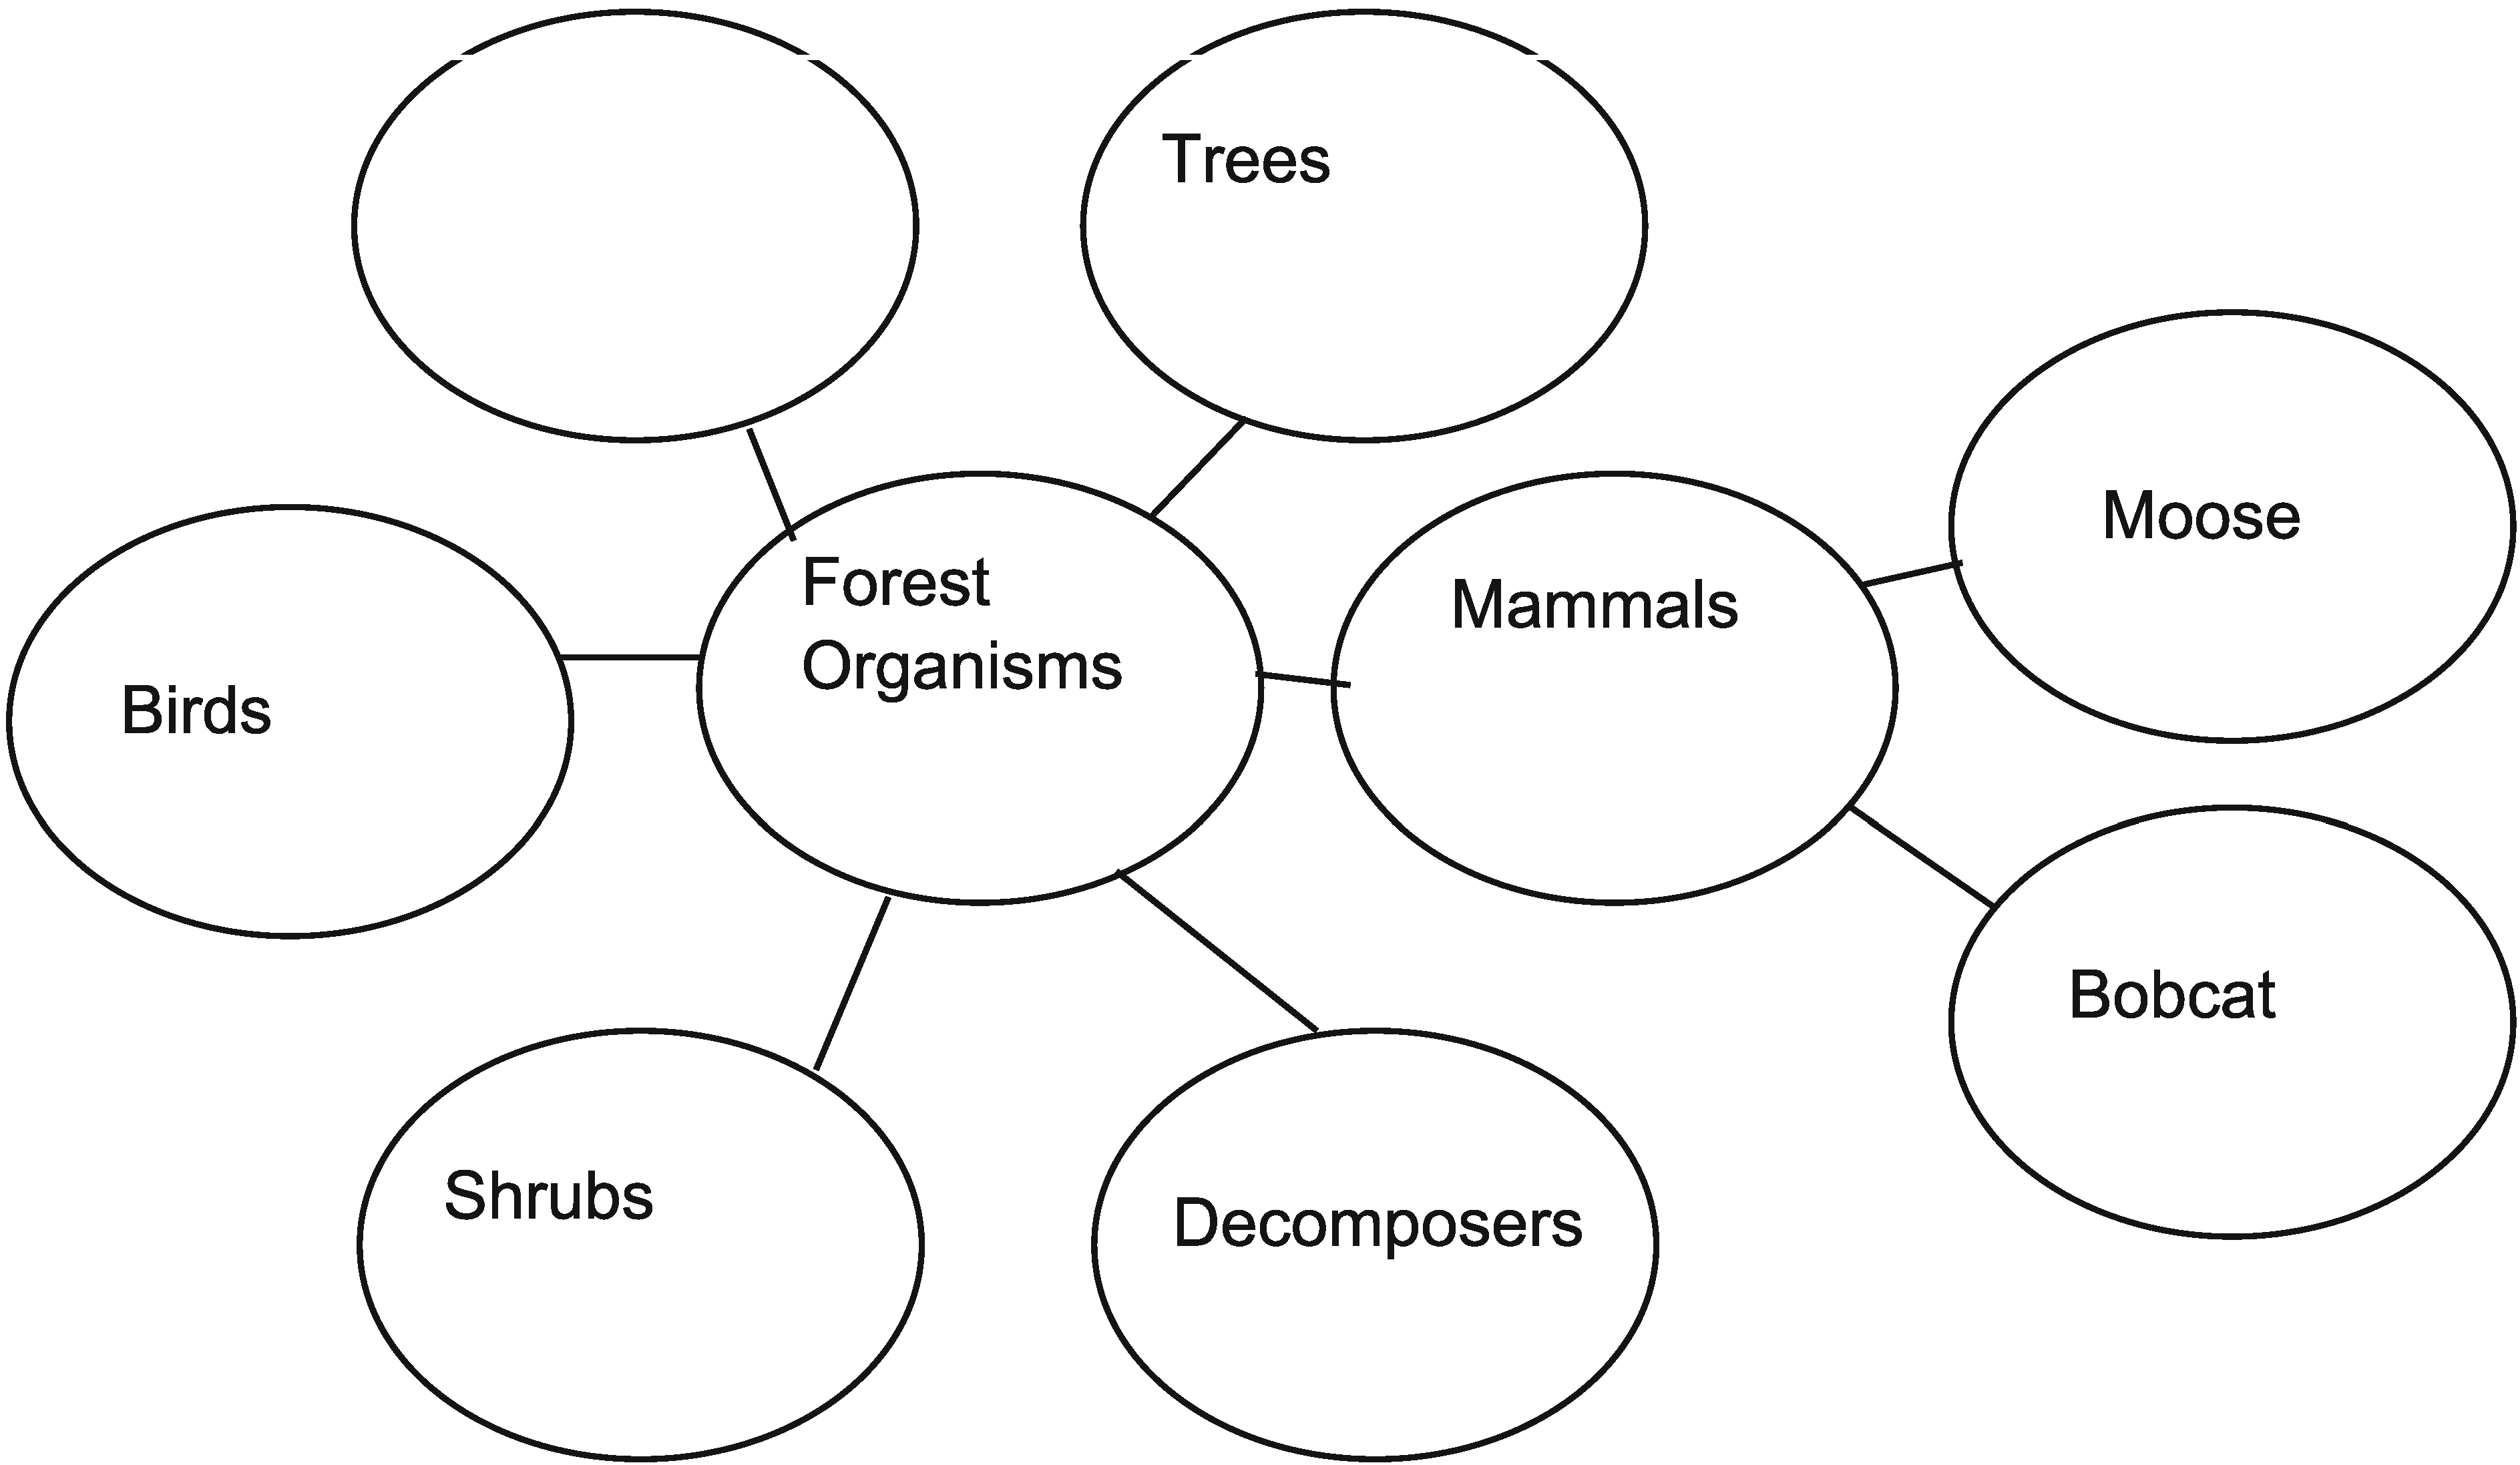 Trees
Moose
Forest
Organisms
Mammals
Birds
Bobcat
Shrubs
Decomposers